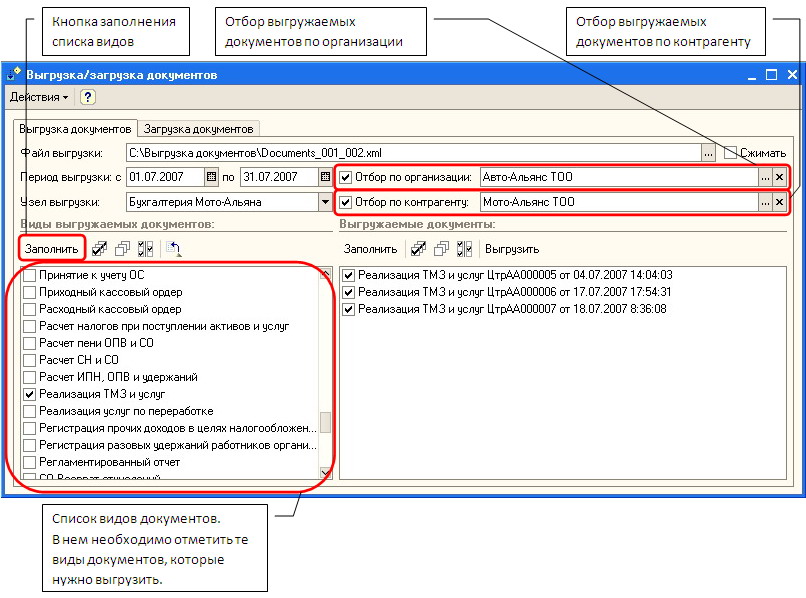 Кнопка заполнения
списка видов
Отбор выгружаемых
документов по организации
Отбор выгружаемых
документов по контрагенту
Выгрузка/загрузка документов
Действия
Выгрузка документов Загрузка документов
Файл выгрузки: C:\Выгрузка документов\Documents_001_002.xml ... Сжимать
Период выгрузки: с 01.07.2007 по 31.07.2007 Отбор по организации: Авто-Альянс ТОО ...
Узел выгрузки: Бухгалтерия Мото-Альяна Отбор по контрагенту: Мото-Альянс ТОО ...
Виды выгружаемых документов: Выгружаемые документы:
Заполнить Заполнить Выгрузить
Принятие к учету ОС
Приходный кассовый ордер
Расходный кассовый ордер
Расчет налогов при поступлении активов и услуг
Расчет пени ОПВ и СО
Расчет СН и СО
Расчет ИПН, ОПВ и удержаний
Реализация ТМЗ и услуг
Реализация услуг по переработке
Регистрация прочих доходов в целях налогообложен...
Регистрация разовых удержаний работников органи...
Регламентированный отчет
СО Возврат отчислений
Реализация ТМЗ и услуг ЦтрАА000005 от 04.07.2007 14:04:03
Реализация ТМЗ и услуг ЦтрАА000006 от 17.07.2007 17:54:31
Реализация ТМЗ и услуг ЦтрАА000007 от 18.07.2007 8:36:08
Список видов документов.
В нем необходимо отметить те
виды документов, которые
нужно выгрузить.